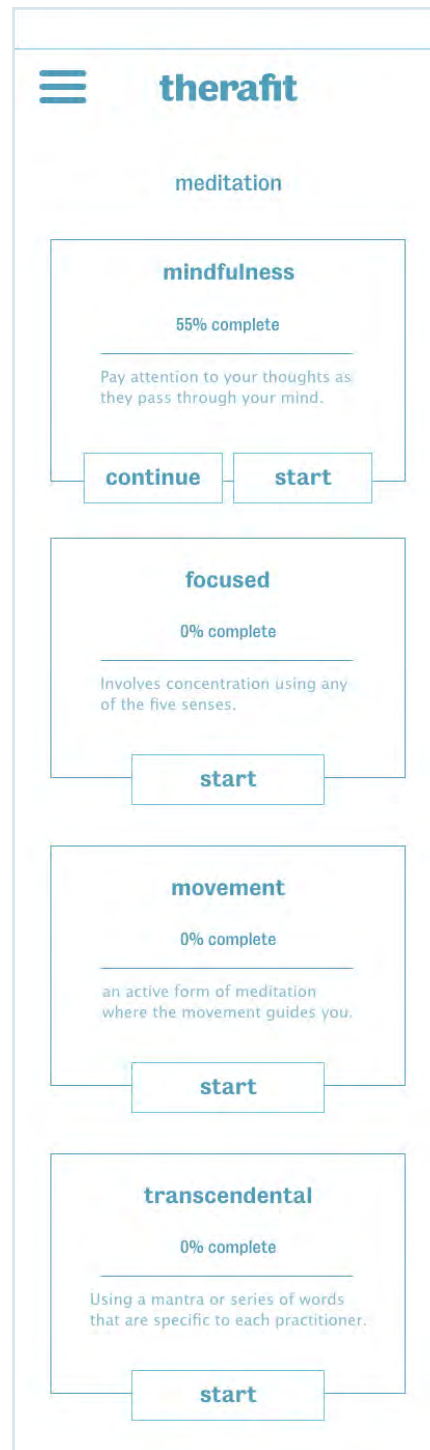 therafit
meditation
mindfulness
55% complete
Pay attention to your thoughts as
they pass through your mind.
continue
start
focused
0% complete
Involves concentration using any
of the five senses.
start
movement
0% complete
an active form of meditation
where the movement guides you.
start
transcendental
0% complete
Using a mantra or series of words
that are specific to each practitioner.
start